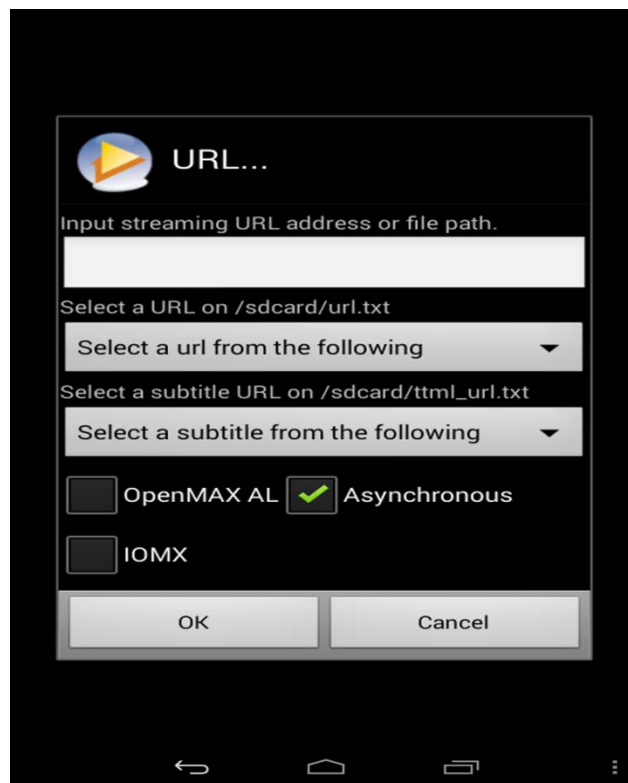 URL...
Input streaming URL address or file path.
Select a URL on /sdcard/url.txt
Select a url from the following
Select a subtitle URL on /sdcard/ttml_url.txt
Select a subtitle from the following
OpenMAX AL Asynchronous
IOMX
OK Cancel